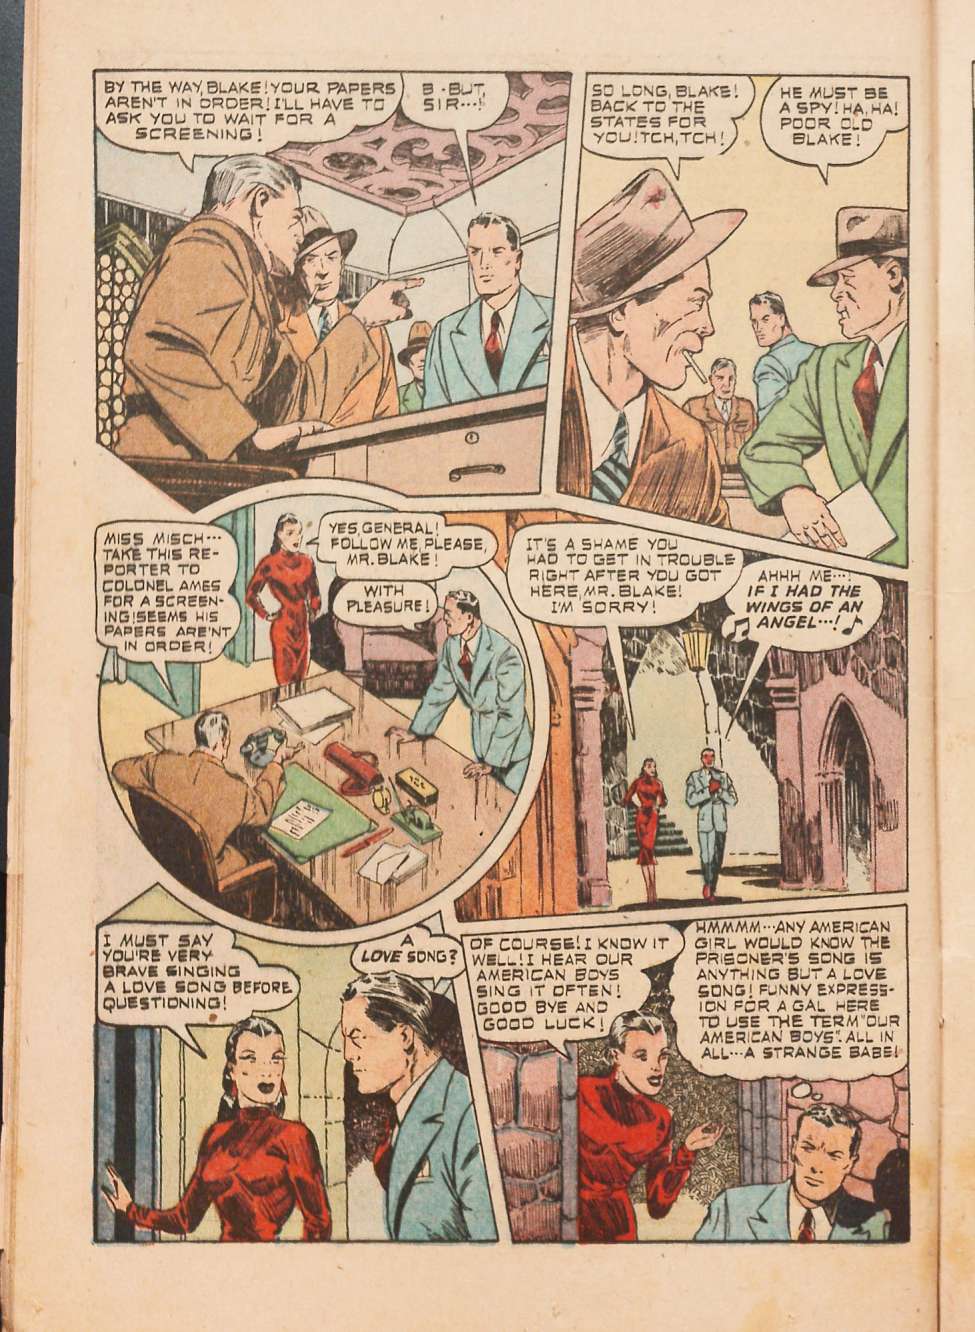 BY THE WAY, BLAKE! YOUR PAPERS
AREN'T IN ORDER! I'LL HAVE TO
ASK YOU TO WAIT FOR A
SCREENING!
B-BUT,
SIR---!
SO LONG, BLAKE!
BACK TO THE
STATES FOR
YOU! TCH, TCH!
HE MUST BE
A SPY! HA, HA!
POOR OLD
BLAKE!
MISS MISCH---
TAKE THIS RE-
PORTER TO
COLONEL AMES
FOR A SCREEN-
ING! SEEMS HIS
PAPERS ARE'NT
IN ORDER!
YES, GENERAL!
FOLLOW ME, PLEASE,
MR. BLAKE!
WITH
PLEASURE!
IT'S A SHAME YOU
HAD TO GET IN TROUBLE
RIGHT AFTER YOU GOT
HERE, MR. BLAKE!
I'M SORRY!
AHHH ME---!
IF I HAD THE
WINGS OF AN
ANGEL---!
I MUST SAY
YOU'RE VERY
BRAVE SINGING
A LOVE SONG BEFORE
QUESTIONING!
A
LOVE SONG?
OF COURSE! I KNOW IT
WELL! I HEAR OUR
AMERICAN BOYS
SING IT OFTEN!
GOOD BYE AND
GOOD LUCK!
HMMMM---ANY AMERICAN
GIRL WOULD KNOW THE
PRISONER'S SONG IS
ANYTHING BUT A LOVE
SONG! FUNNY EXPRESS-
ION FOR A GAL HERE
TO USE THE TERM "OUR
AMERICAN BOYS". ALL IN
ALL---A STRANGE BABE!